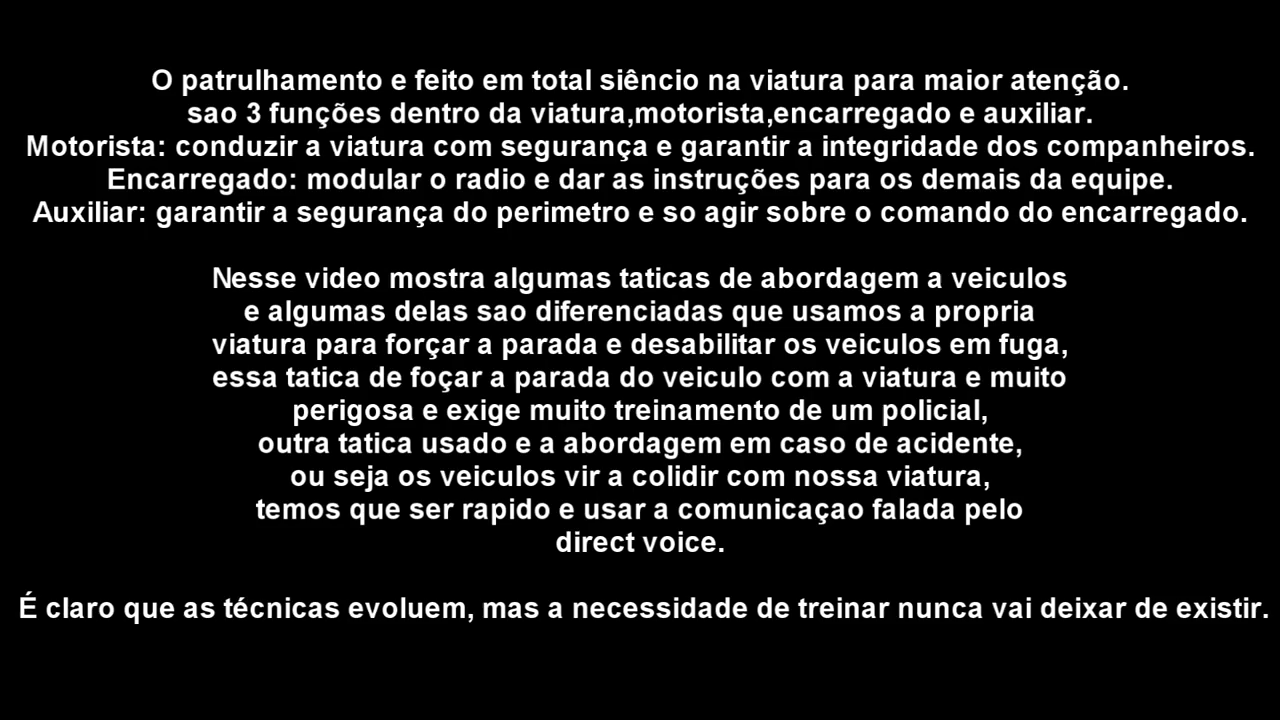 O patrulhamento e feito em total siêncio na viatura para maior atenção.
sao 3 funções dentro da viatura,motorista,encarregado e auxiliar.
Motorista: conduzir a viatura com segurança e garantir a integridade dos companheiros.
Encarregado: modular o radio e dar as instruções para os demais da equipe.
Auxiliar: garantir a segurança do perimetro e so agir sobre o comando do encarregado.
Nesse video mostra algumas taticas de abordagem a veiculos
e algumas delas sao diferenciadas que usamos a propria
viatura para forçar a parada e desabilitar os veiculos em fuga,
essa tatica de foçar a parada do veiculo com a viatura e muito
perigosa e exige muito treinamento de um policial,
outra tatica usado e a abordagem em caso de acidente,
ou seja os veiculos vir a colidir com nossa viatura,
temos que ser rapido e usar a comunicaçao falada pelo
direct voice.
É claro que as técnicas evoluem, mas a necessidade de treinar nunca vai deixar de existir.